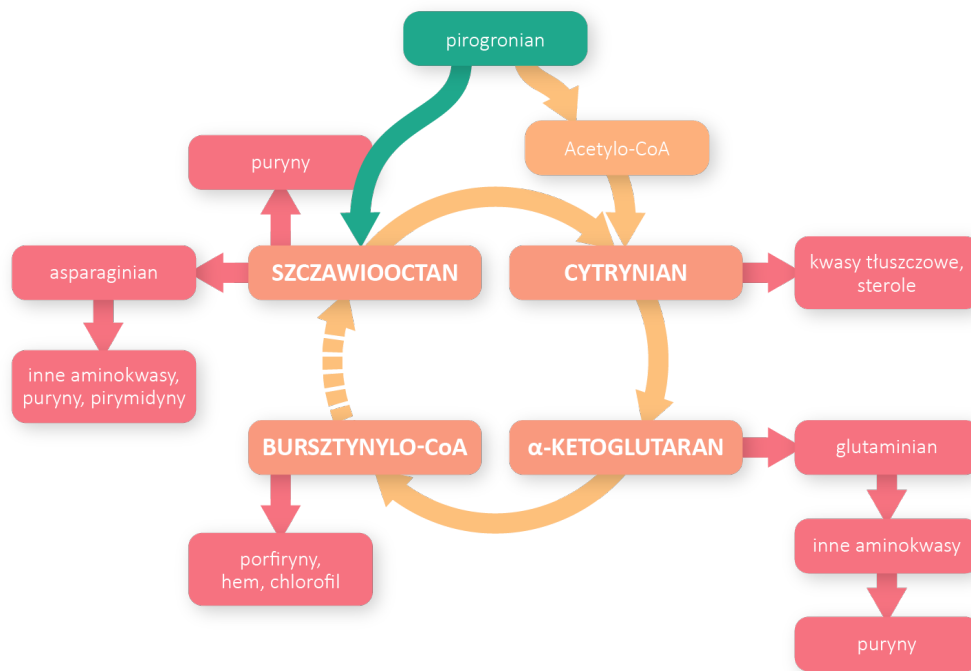 pirogronian
Acetylo-CoA
puryny
asparaginian
SZCZAWIOOCTAN
CYTRYNIAN
kwasy tłuszczowe,
sterole
inne aminokwasy,
puryny, pirymidyny
BURSZTYNYLO-CoA
α-KETOGLUTARAN
glutaminian
porfiryny,
hem, chlorofil
inne aminokwasy
puryny